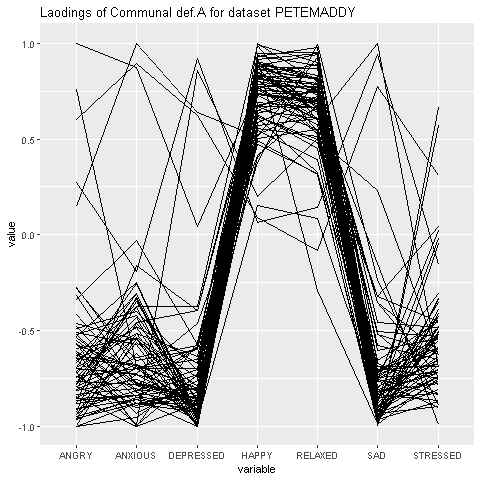 Laodings of Communal def.A for dataset PETEMADDY
1.0
0.5
0.0
-0.5
-1.0
value
ANGRY ANXIOUS DEPRESSED HAPPY RELAXED SAD STRESSED
variable